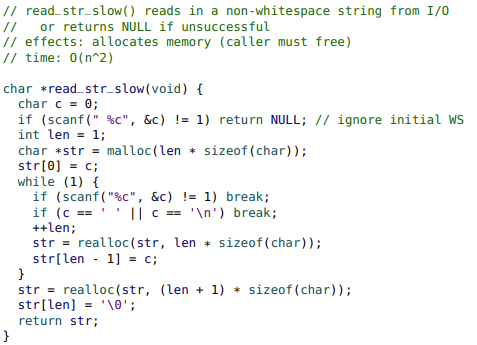 // read_str_slow() reads in a non-whitespace string from I/O
//   or returns NULL if unsuccessful
// effects: allocates memory (caller must free)
// time: O(n^2)

char *read_str_slow(void) {
  char c = 0;
  if (scanf(" %c", &c) != 1) return NULL; // ignore initial WS
  int len = 1;
  char *str = malloc(len * sizeof(char));
  str[0] = c;
  while (1) {
    if (scanf("%c", &c) != 1) break;
    if (c == ' ' || c == '\n') break;
    ++len;
    str = realloc(str, len * sizeof(char));
    str[len - 1] = c;
  }
  str = realloc(str, (len + 1) * sizeof(char));
  str[len] = '\0';
  return str;
}